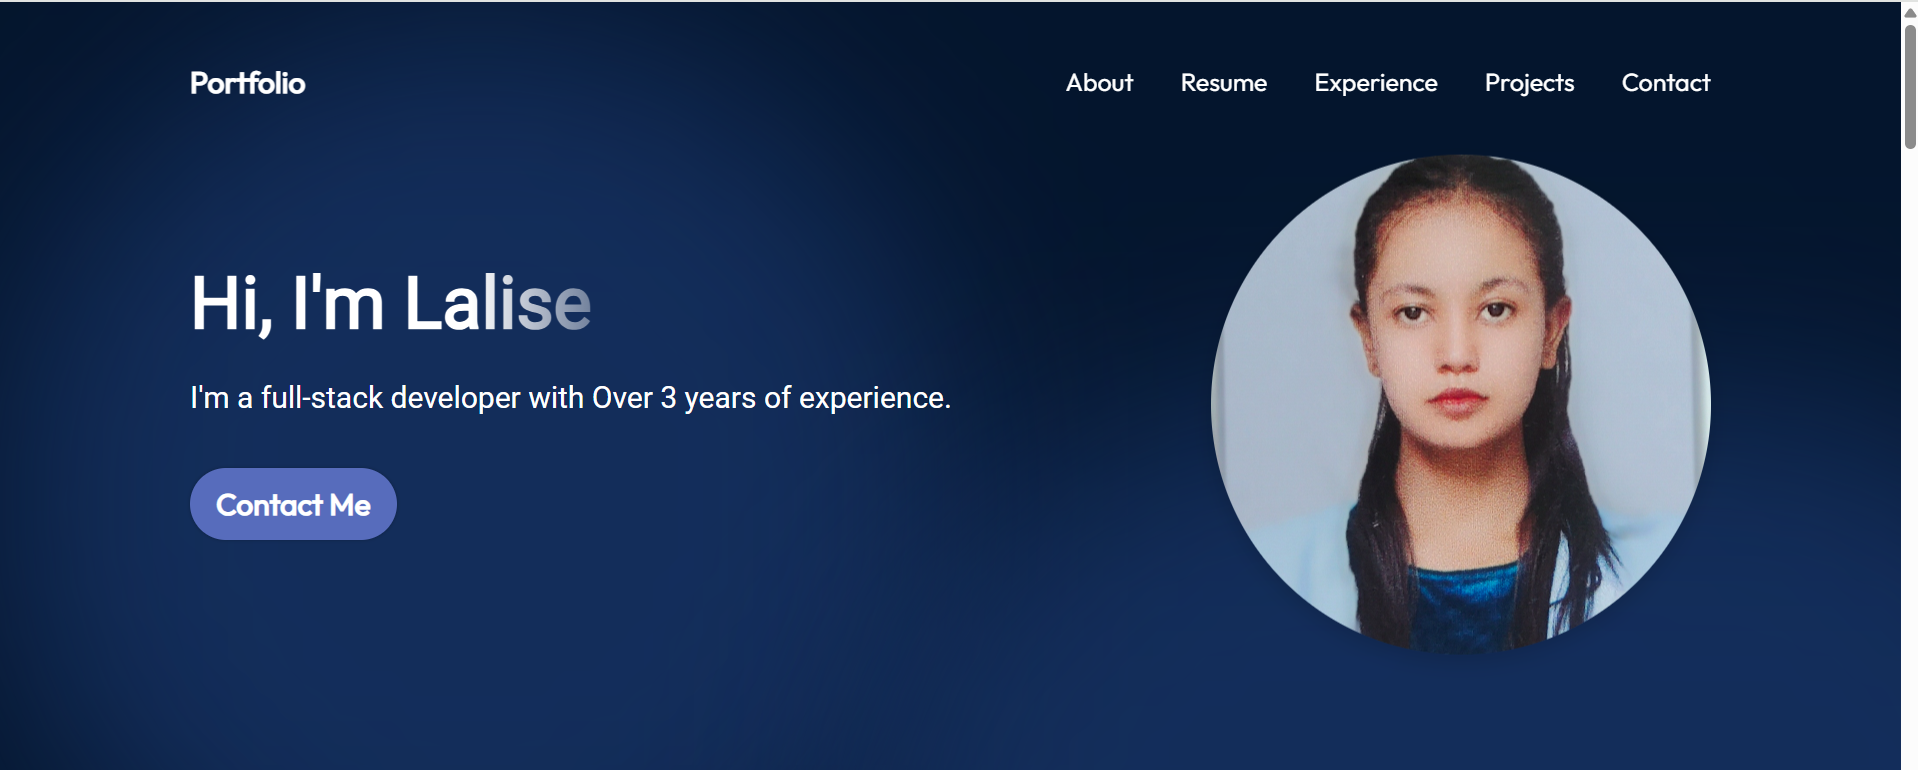 Portfolio
About Resume Experience Projects Contact
Hi, I'm Lalise
I'm a full-stack developer with Over 3 years of experience.
Contact Me